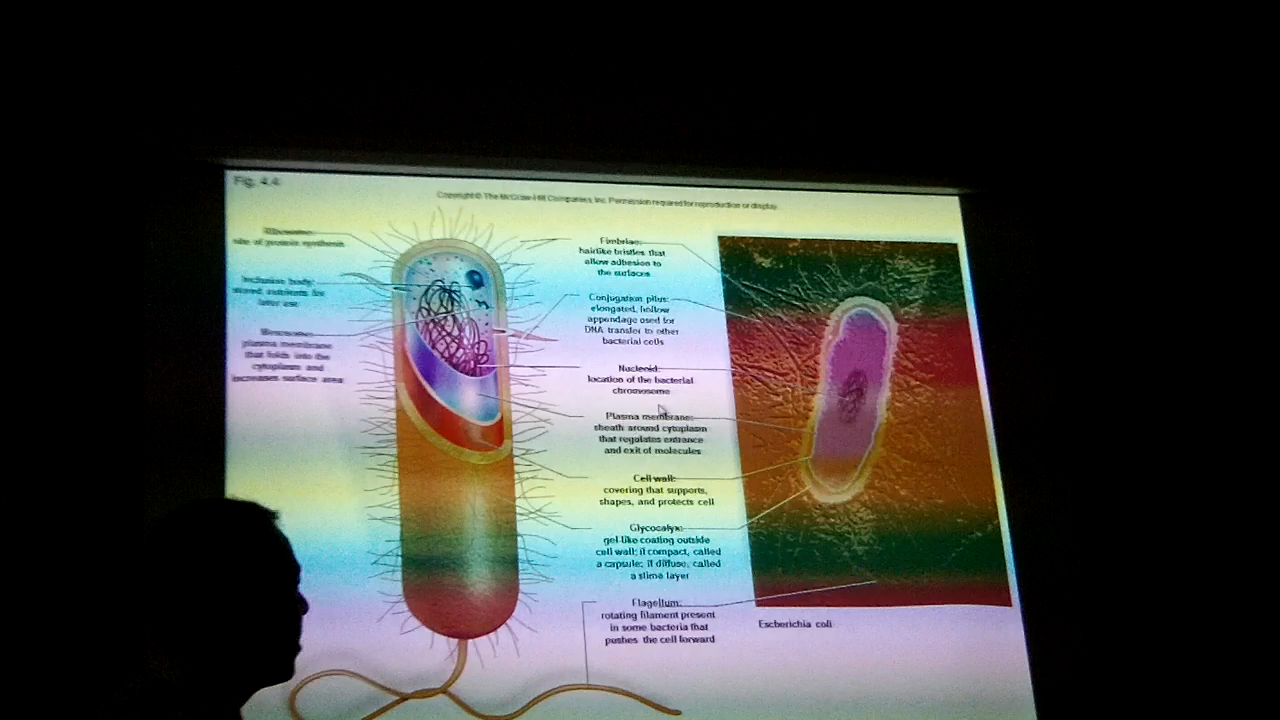 Fig. 4.4
Copyright © The McGraw-Hill Companies, Inc. Permission required for reproduction or display.
Ribosome:
site of protein synthesis
Inclusion body:
stored nutrients for
later use
Mesosome:
plasma membrane
that folds into the
cytoplasm and
increases surface area
Fimbriae:
hairlike bristles that
allow adhesion to
the surfaces
Conjugation pilus:
elongated, hollow
appendage used for
DNA transfer to other
bacterial cells
Nucleoid:
location of the bacterial
chromosome
Plasma membrane:
sheath around cytoplasm
that regulates entrance
and exit of molecules
Cell wall:
covering that supports,
shapes, and protects cell
Glycocalyx:
gel-like coating outside
cell wall; if compact, called
a capsule; if diffuse, called
a slime layer
Flagellum:
rotating filament present
in some bacteria that
pushes the cell forward
Escherichia coli